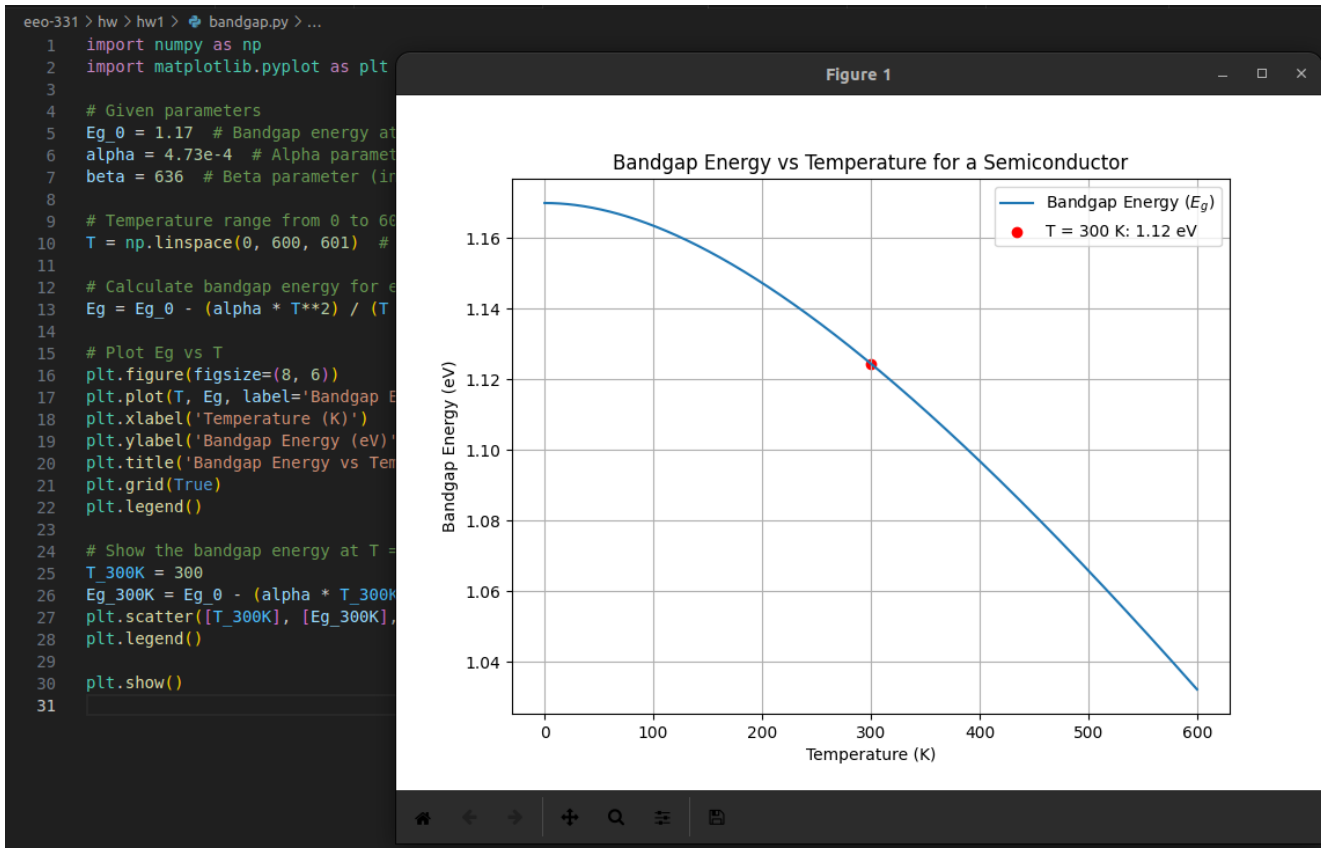 eeo-331 > hw > hw1 > bandgap.py > ...
1 import numpy as np
2 import matplotlib.pyplot as plt
3
4 # Given parameters
5 Eg_0 = 1.17  # Bandgap energy at
6 alpha = 4.73e-4  # Alpha paramet
7 beta = 636  # Beta parameter (in
8
9 # Temperature range from 0 to 60
10 T = np.linspace(0, 600, 601)  #
11
12 # Calculate bandgap energy for e
13 Eg = Eg_0 - (alpha * T**2) / (T
14
15 # Plot Eg vs T
16 plt.figure(figsize=(8, 6))
17 plt.plot(T, Eg, label='Bandgap E
18 plt.xlabel('Temperature (K)')
19 plt.ylabel('Bandgap Energy (eV)'
20 plt.title('Bandgap Energy vs Tem
21 plt.grid(True)
22 plt.legend()
23
24 # Show the bandgap energy at T =
25 T_300K = 300
26 Eg_300K = Eg_0 - (alpha * T_300K
27 plt.scatter([T_300K], [Eg_300K],
28 plt.legend()
29
30 plt.show()
31
Figure 1
Bandgap Energy vs Temperature for a Semiconductor
Bandgap Energy (Eg)
T = 300 K: 1.12 eV
Bandgap Energy (eV)
1.16
1.14
1.12
1.10
1.08
1.06
1.04
0 100 200 300 400 500 600
Temperature (K)